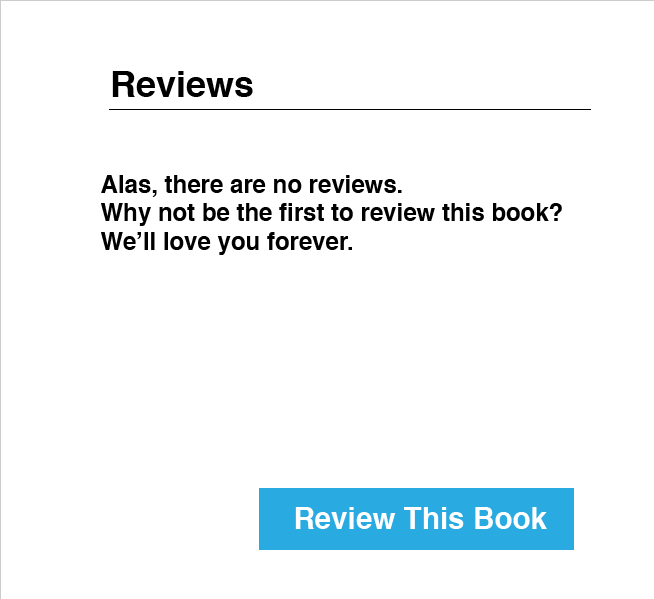 Reviews
Alas, there are no reviews.
Why not be the first to review this book?
We’ll love you forever.
Review This Book